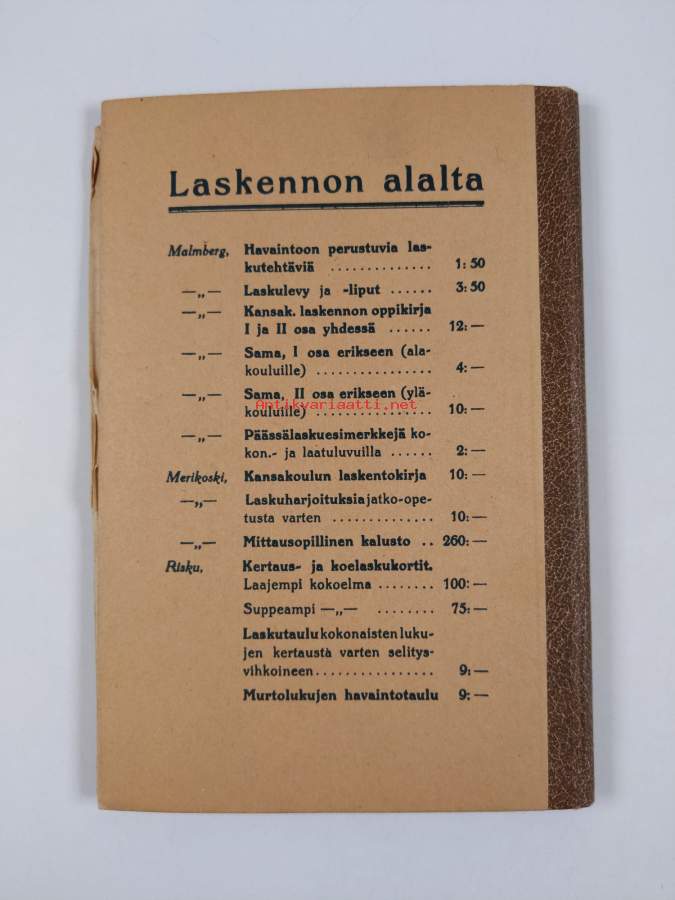 Laskennon alalta
Malmberg, Havaintoon perustuvia las-
kutehtäviä .............. 1:50
—„— Laskulevy ja -liput ...... 3:50
—„— Kansak. laskennon oppikirja
I ja II osa yhdessä ...... 12:—
—„— Sama, I osa erikseen (ala-
kouluille) ................ 4:—
—„— Sama, II osa erikseen (ylä-
Antikvariaatti.net
kouluille) ................ 10:—
—„— Päässälaskuesimerkkejä ko-
kon.- ja laatuluvuilla ...... 2:—
Merikoski, Kansakoulun laskentokirja 10:—
—„— Laskuharjoituksia jatko-ope-
tusta varten .............. 10:—
—„— Mittausopillinen kalusto .. 260:—
Risku, Kertaus- ja koelaskukortit.
Laajempi kokoelma ........ 100:—
Suppeampi —„— ........ 75:—
Laskutaulu kokonaisten luku-
jen kertausta varten selitys-
vihkoineen................ 9:—
Murtolukujen havaintotaulu 9:—